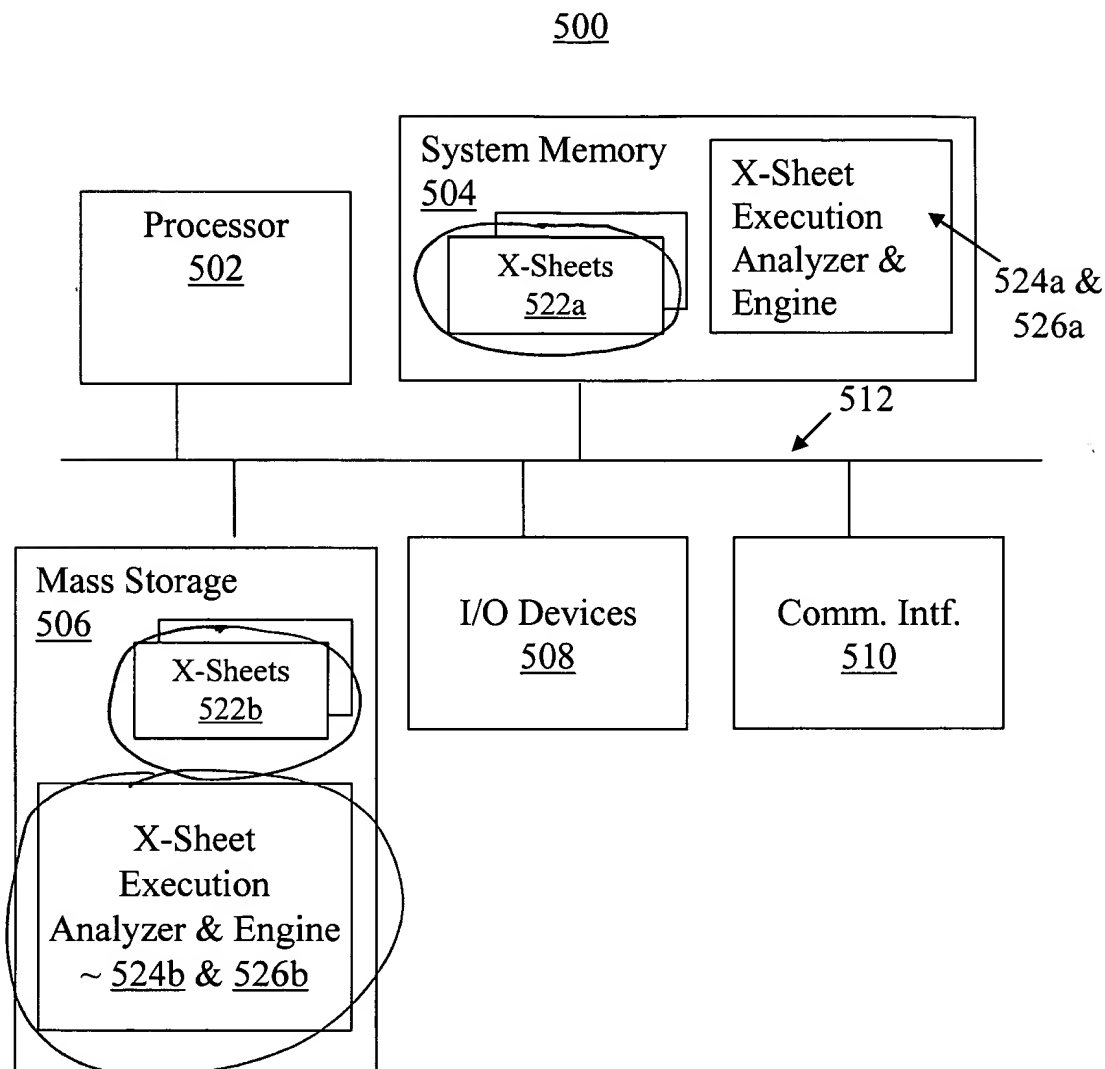 500
System Memory
504
X-Sheets
522a
X-Sheet
Execution
Analyzer &
Engine
524a &
526a
Processor
502
512
Mass Storage
506
X-Sheets
522b
X-Sheet
Execution
Analyzer & Engine
~ 524b & 526b
I/O Devices
508
Comm. Intf.
510